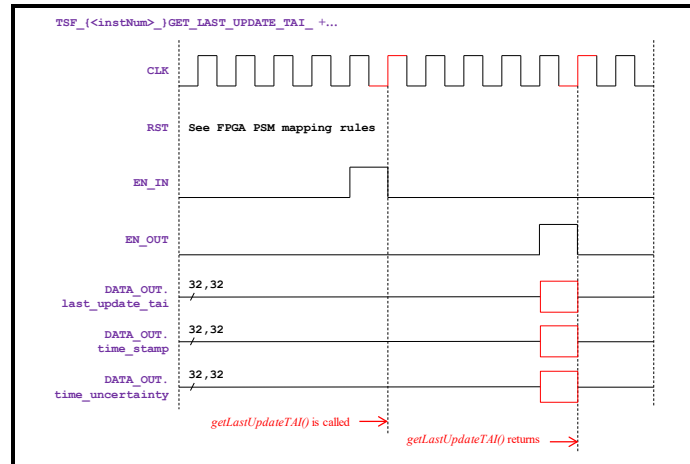 TSF_{<instNum>_}GET_LAST_UPDATE_TAI_ +…
CLK
RST See FPGA PSM mapping rules
EN_IN
EN_OUT
DATA_OUT. 32,32
last_update_tai
DATA_OUT. 32,32
time_stamp
DATA_OUT. 32,32
time_uncertainty
getLastUpdateTAI() is called
getLastUpdateTAI() returns